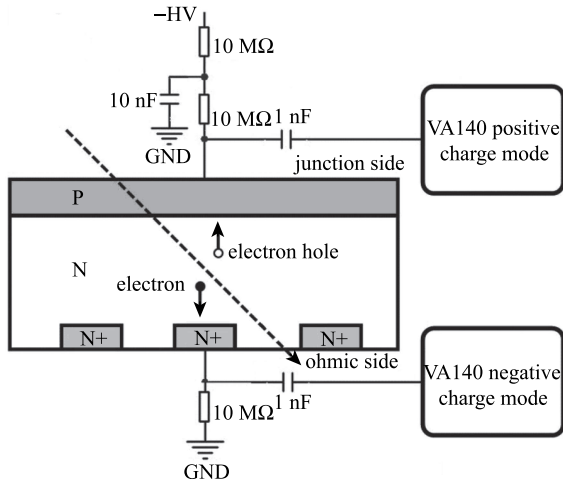 −HV
10 MΩ
10 nF
10 MΩ
1 nF
GND
VA140 positive
charge mode
junction side
P
electron hole
N
electron
N+
N+
N+
ohmic side
1 nF
VA140 negative
charge mode
10 MΩ
GND